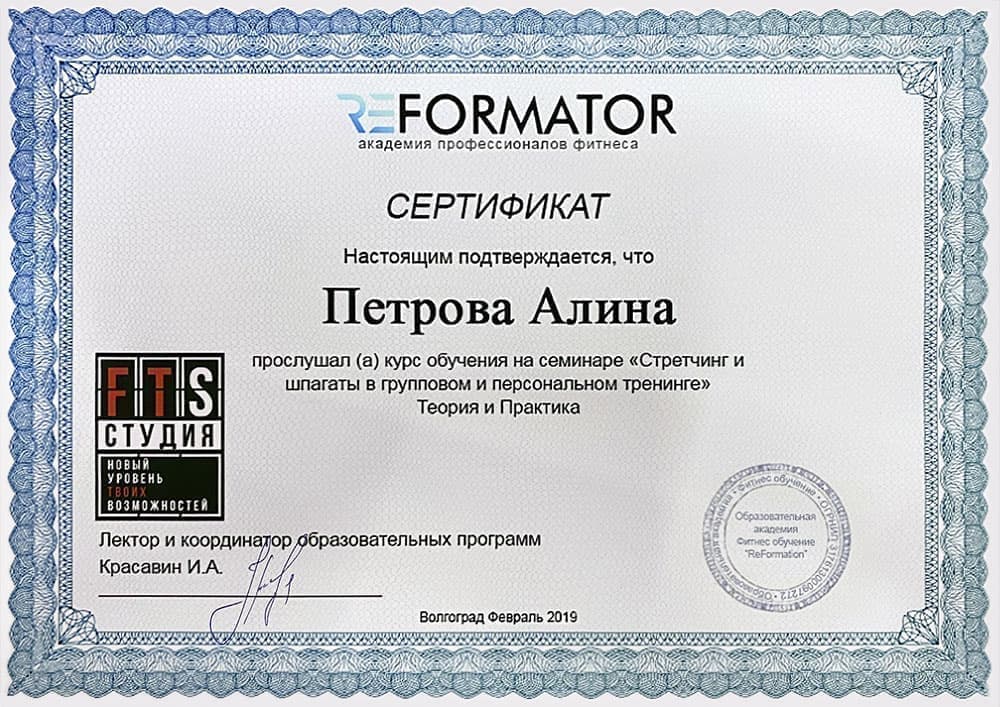 REFORMATOR
академия профессионалов фитнеса
СЕРТИФИКАТ
Настоящим подтверждается, что
Петрова Алина
прослушал (а) курс обучения на семинаре «Стретчинг и
шпагаты в групповом и персональном тренинге»
Теория и Практика
FTS
СТУДИЯ
НОВЫЙ
УРОВЕНЬ
ТВОИХ
ВОЗМОЖНОСТЕЙ
Лектор и координатор образовательных программ
Красавин И.А.
Образовательная
академия
Фитнес обучение
"ReFormation"
Волгоград Февраль 2019